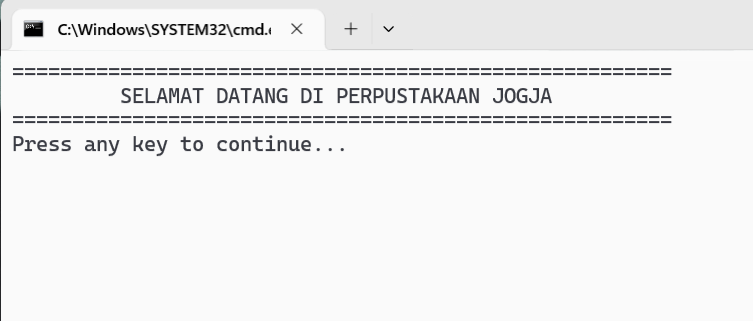 C:\Windows\SYSTEM32\cmd.e
=======================================================
SELAMAT DATANG DI PERPUSTAKAAN JOGJA
=======================================================
Press any key to continue...